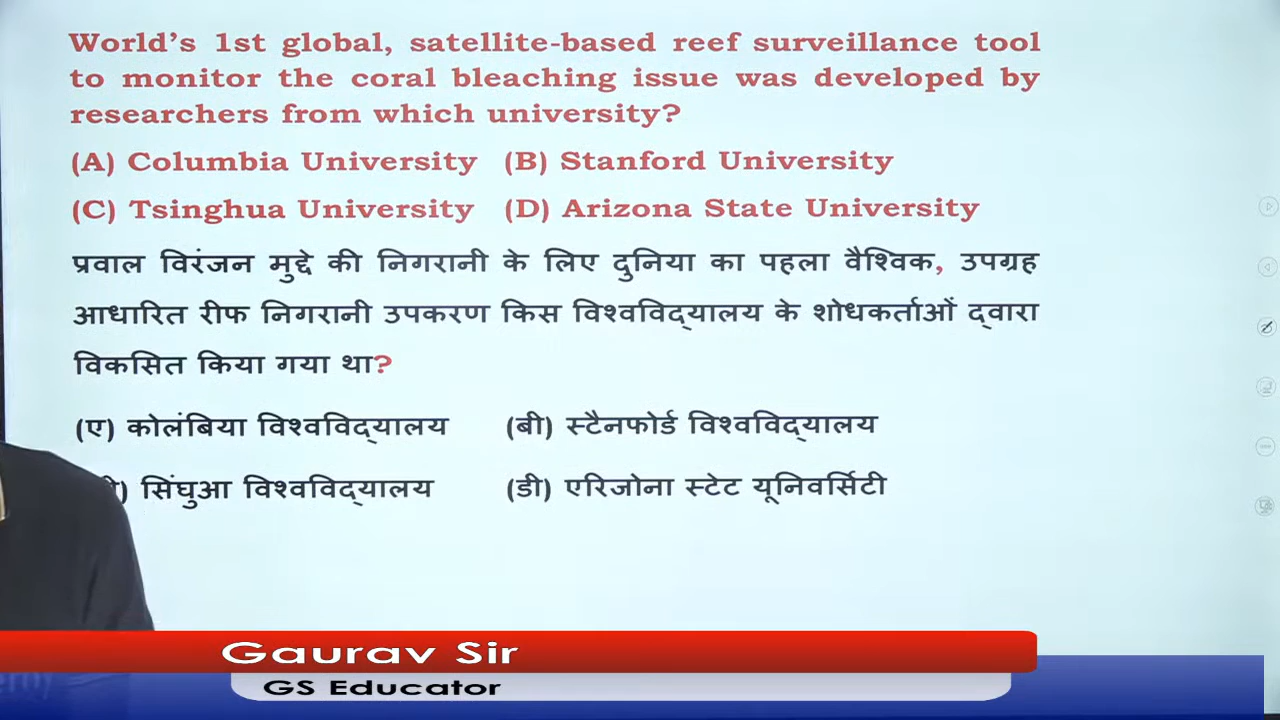 World's 1st global, satellite-based reef surveillance tool
to monitor the coral bleaching issue was developed by
researchers from which university?
(A) Columbia University (B) Stanford University
(C) Tsinghua University (D) Arizona State University
प्रवाल विरंजन मुद्दे की निगरानी के लिए दुनिया का पहला वैश्विक, उपग्रह
आधारित रीफ निगरानी उपकरण किस विश्वविद्यालय के शोधकर्ताओं द्वारा
विकसित किया गया था?
(ए) कोलंबिया विश्वविद्यालय (बी) स्टैनफोर्ड विश्वविद्यालय
सिंघुआ विश्वविद्यालय (डी) एरिजोना स्टेट यूनिवर्सिटी
Gaurav Sir
GS Educator